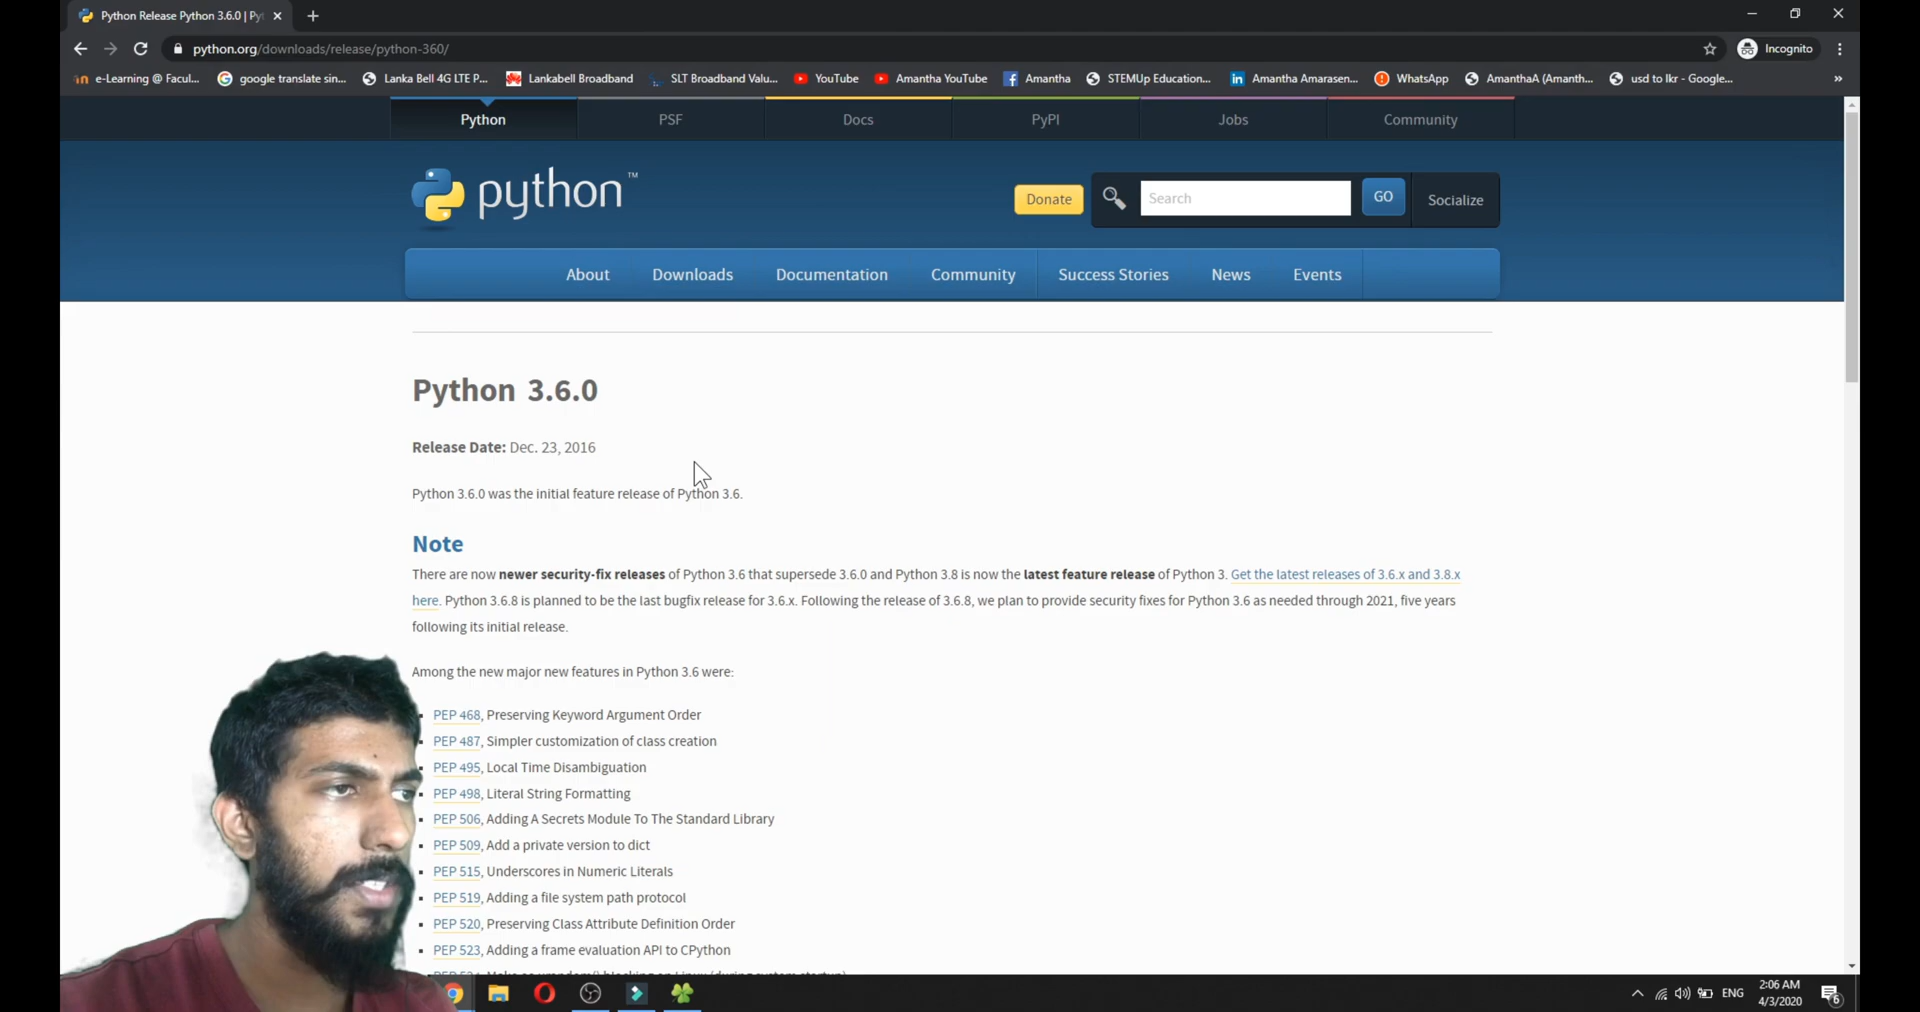 Python Release Python 3.6.0 | Py
python.org/downloads/release/python-360/
Incognito
e-Learning @ Facul...
google translate sin...
Lanka Bell 4G LTE P...
Lankabell Broadband
SLT Broadband Valu...
YouTube
Amantha YouTube
Amantha
STEMUp Education...
Amantha Amarasen...
WhatsApp
AmanthaA (Amanth...
usd to lkr - Google...
»
Python
PSF
Docs
PyPI
Jobs
Community
python™
Donate
Search
GO
Socialize
About
Downloads
Documentation
Community
Success Stories
News
Events
Python 3.6.0
Release Date: Dec. 23, 2016
Python 3.6.0 was the initial feature release of Python 3.6.
Note
There are now newer security-fix releases of Python 3.6 that supersede 3.6.0 and Python 3.8 is now the latest feature release of Python 3. Get the latest releases of 3.6.x and 3.8.x
here. Python 3.6.8 is planned to be the last bugfix release for 3.6.x. Following the release of 3.6.8, we plan to provide security fixes for Python 3.6 as needed through 2021, five years
following its initial release.
Among the new major new features in Python 3.6 were:
PEP 468, Preserving Keyword Argument Order
PEP 487, Simpler customization of class creation
PEP 495, Local Time Disambiguation
PEP 498, Literal String Formatting
PEP 506, Adding A Secrets Module To The Standard Library
PEP 509, Add a private version to dict
PEP 515, Underscores in Numeric Literals
PEP 519, Adding a file system path protocol
PEP 520, Preserving Class Attribute Definition Order
PEP 523, Adding a frame evaluation API to CPython
ENG
2:06 AM
4/3/2020
6